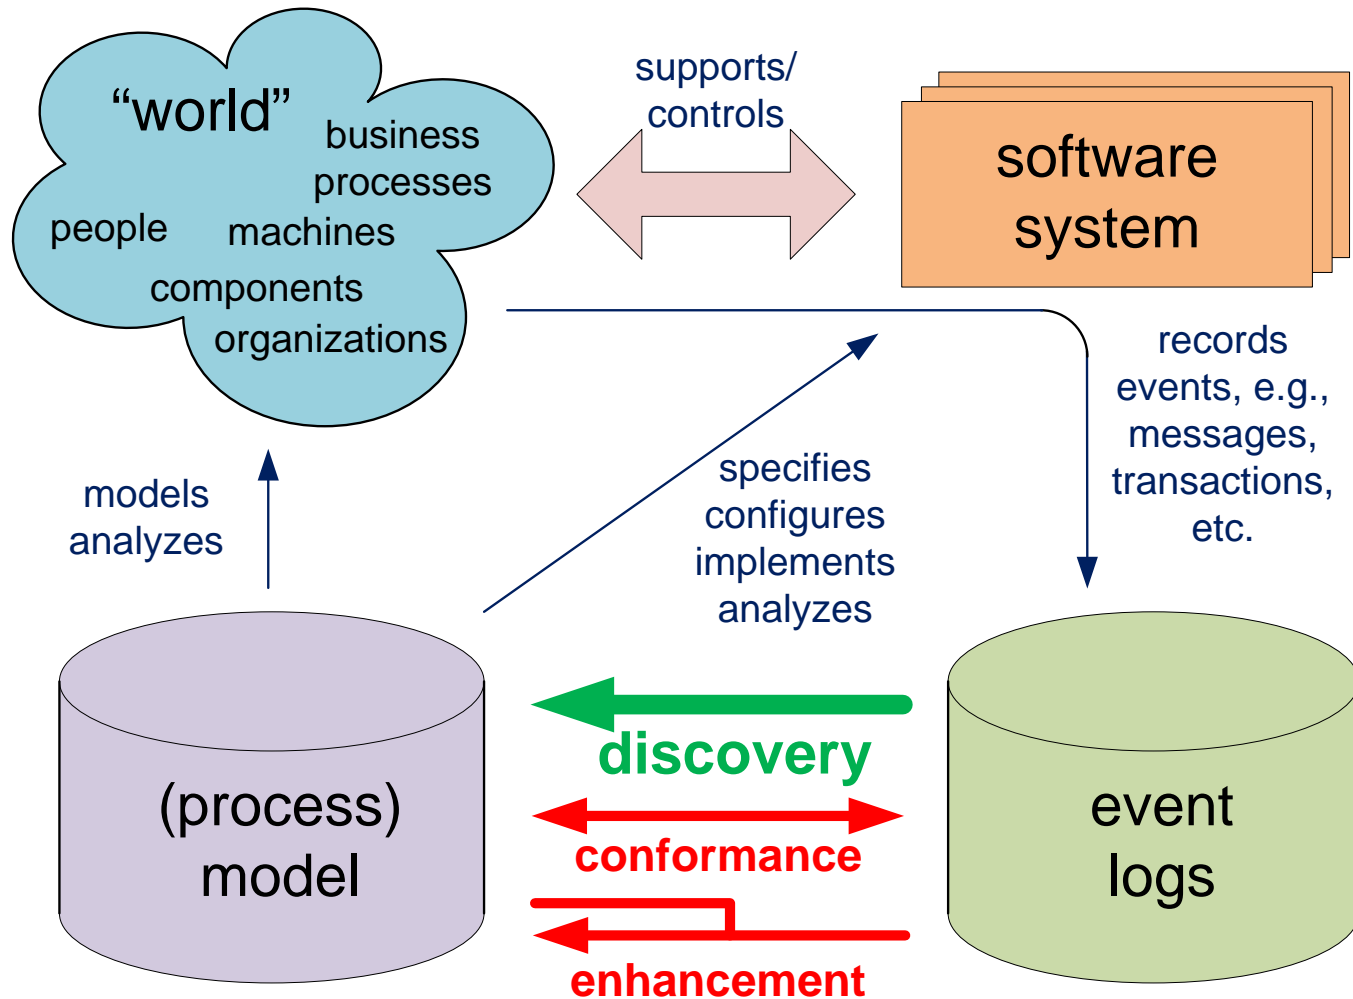 “world”
business
processes
people
machines
components
organizations
supports/
controls
software
system
records
events, e.g.,
messages,
transactions,
etc.
models
analyzes
specifies
configures
implements
analyzes
(process)
model
discovery
conformance
enhancement
event
logs